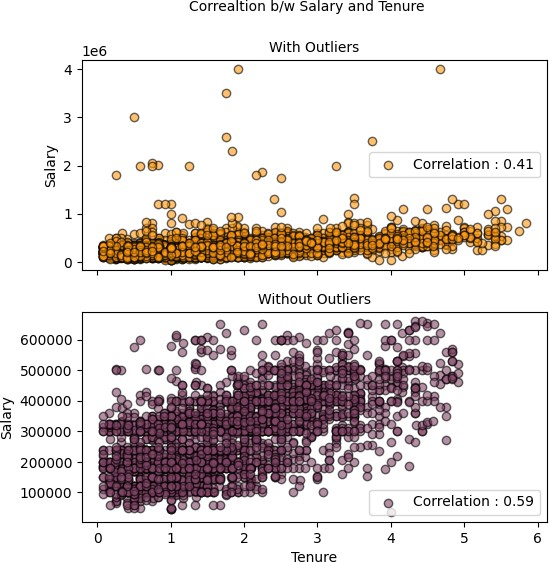 Correaltion b/w Salary and Tenure
With Outliers
1e6
4
3
2
1
0
Salary
Correlation : 0.41
Without Outliers
600000
500000
400000
300000
200000
100000
Salary
Correlation : 0.59
0 1 2 3 4 5 6
Tenure